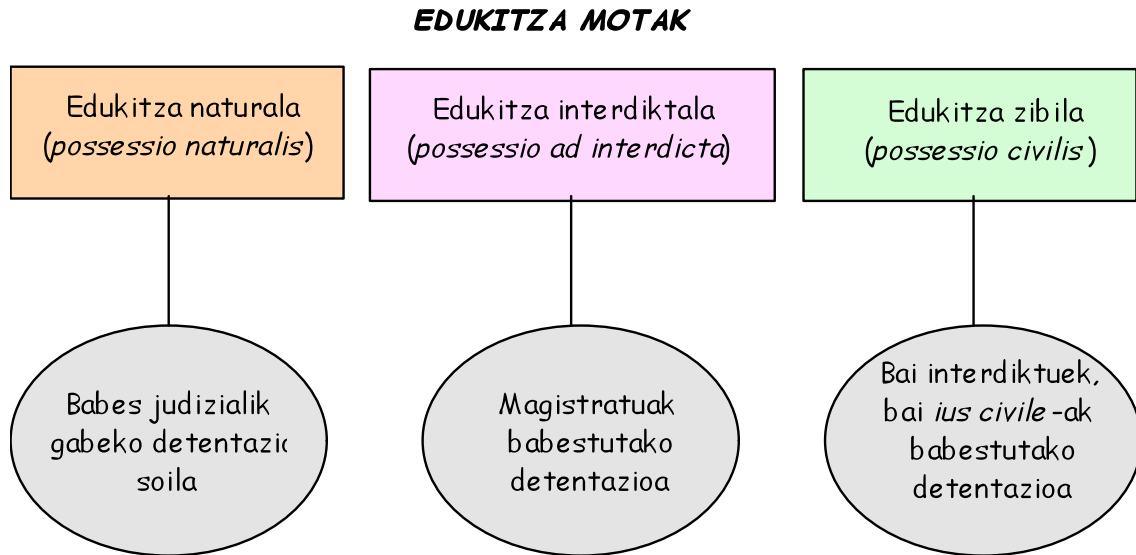 EDUKITZA MOTAK
Edukitza naturala
(possessio naturalis)
Edukitza interdiktala
(possessio ad interdicta)
Edukitza zibila
(possessio civilis)
Babes judizialik
gabeko detentazio
soila
Magistratuak
babestutako
detentazioa
Bai interdiktuek,
bai ius civile-ak
babestutako
detentazioa